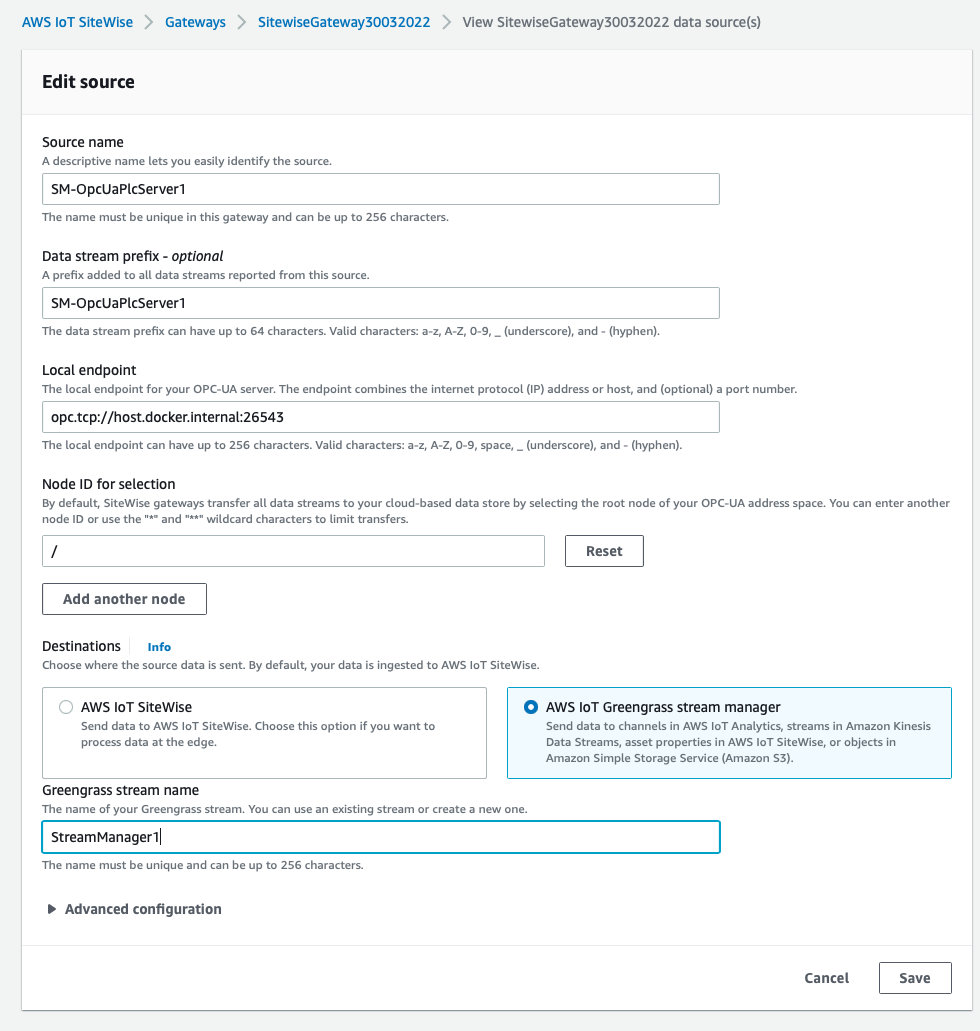 AWS IoT SiteWise > Gateways > SitewiseGateway30032022 > View SitewiseGateway30032022 data source(s)
Edit source
Source name
A descriptive name lets you easily identify the source.
SM-OpcUaPlcServer1
The name must be unique in this gateway and can be up to 256 characters.
Data stream prefix - optional
A prefix added to all data streams reported from this source.
SM-OpcUaPlcServer1
The data stream prefix can have up to 64 characters. Valid characters: a-z, A-Z, 0-9, _ (underscore), and - (hyphen).
Local endpoint
The local endpoint for your OPC-UA server. The endpoint combines the internet protocol (IP) address or host, and (optional) a port number.
opc.tcp://host.docker.internal:26543
The local endpoint can have up to 256 characters. Valid characters: a-z, A-Z, 0-9, space, _ (underscore), and - (hyphen).
Node ID for selection
By default, SiteWise gateways transfer all data streams to your cloud-based data store by selecting the root node of your OPC-UA address space. You can enter another
node ID or use the "*" and "**" wildcard characters to limit transfers.
/
Reset
Add another node
Destinations
Info
Choose where the source data is sent. By default, your data is ingested to AWS IoT SiteWise.
AWS IoT SiteWise
Send data to AWS IoT SiteWise. Choose this option if you want to
process data at the edge.
AWS IoT Greengrass stream manager
Send data to channels in AWS IoT Analytics, streams in Amazon Kinesis
Data Streams, asset properties in AWS IoT SiteWise, or objects in
Amazon Simple Storage Service (Amazon S3).
Greengrass stream name
The name of your Greengrass stream. You can use an existing stream or create a new one.
StreamManager1
The name must be unique and can be up to 256 characters.
Advanced configuration
Cancel
Save